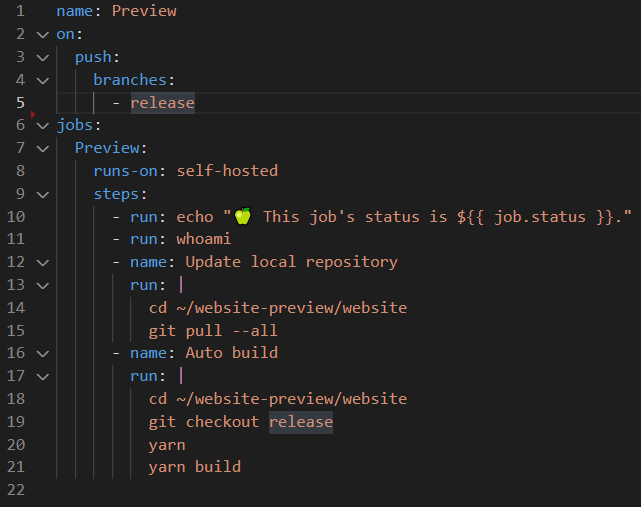 1 name: Preview
2 on:
3   push:
4     branches:
5       - release
6 jobs:
7   Preview:
8     runs-on: self-hosted
9     steps:
10       - run: echo "🍏 This job's status is ${{ job.status }}."
11       - run: whoami
12       - name: Update local repository
13         run: |
14           cd ~/website-preview/website
15           git pull --all
16       - name: Auto build
17         run: |
18           cd ~/website-preview/website
19           git checkout release
20           yarn
21           yarn build
22